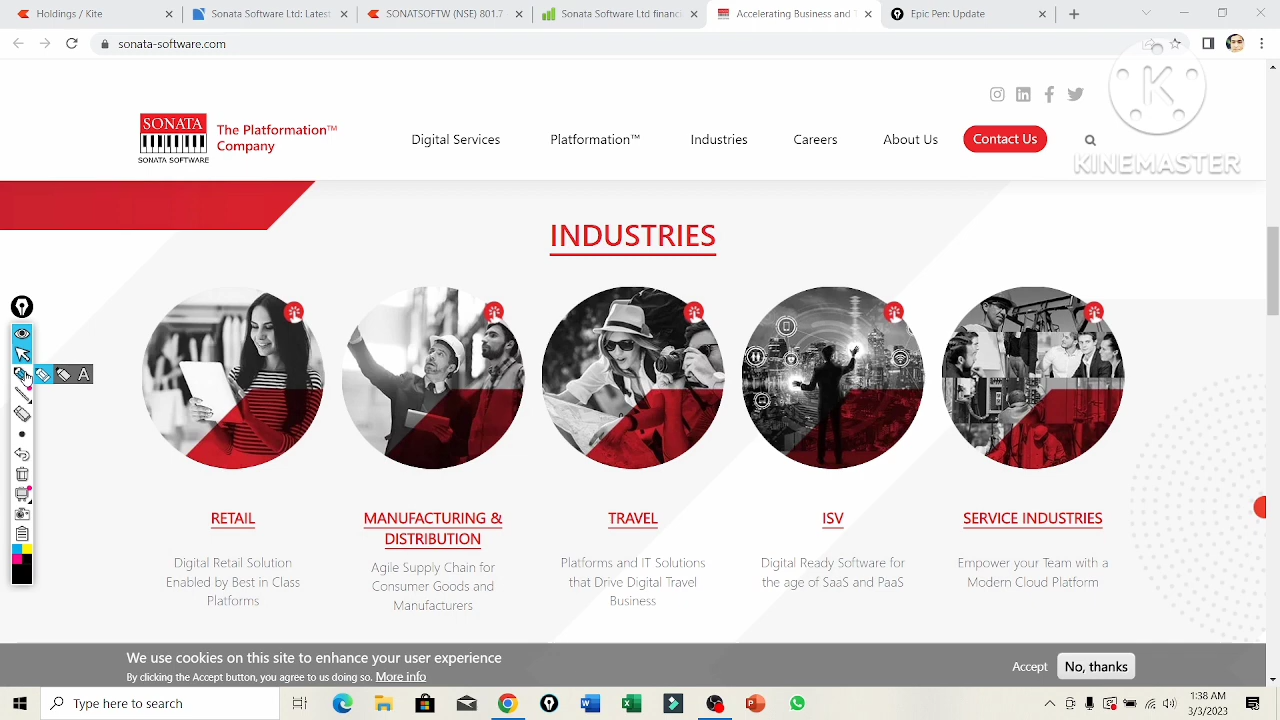 Ltd: Holdings / Kite
Ltd: Latest
SONATSOFTW (NSE) 801.7
Sonata Software Ltd financi
Accelerating Business and
Epic Pen: Update
sonata-software.com
K
KINEMASTER
SONATA
SONATA SOFTWARE
The Platformation™
Company
Digital Services
Platformation™
Industries
Careers
About Us
Contact Us
INDUSTRIES
A
RETAIL
Digital Retail Solution
Enabled by Best in Class
Platforms
MANUFACTURING &
DISTRIBUTION
Agile Supply Chain for
Consumer Goods and
Manufacturers
TRAVEL
Platforms and IT Solutions
that Drive Digital Travel
Business
ISV
Digital Ready Software for
the age of SaaS and PaaS
SERVICE INDUSTRIES
Empower your Team with a
Modern Cloud Platform
We use cookies on this site to enhance your user experience
By clicking the Accept button, you agree to us doing so. More info
Accept
No, thanks
Type here to search
1:38 AM
3/3/2023